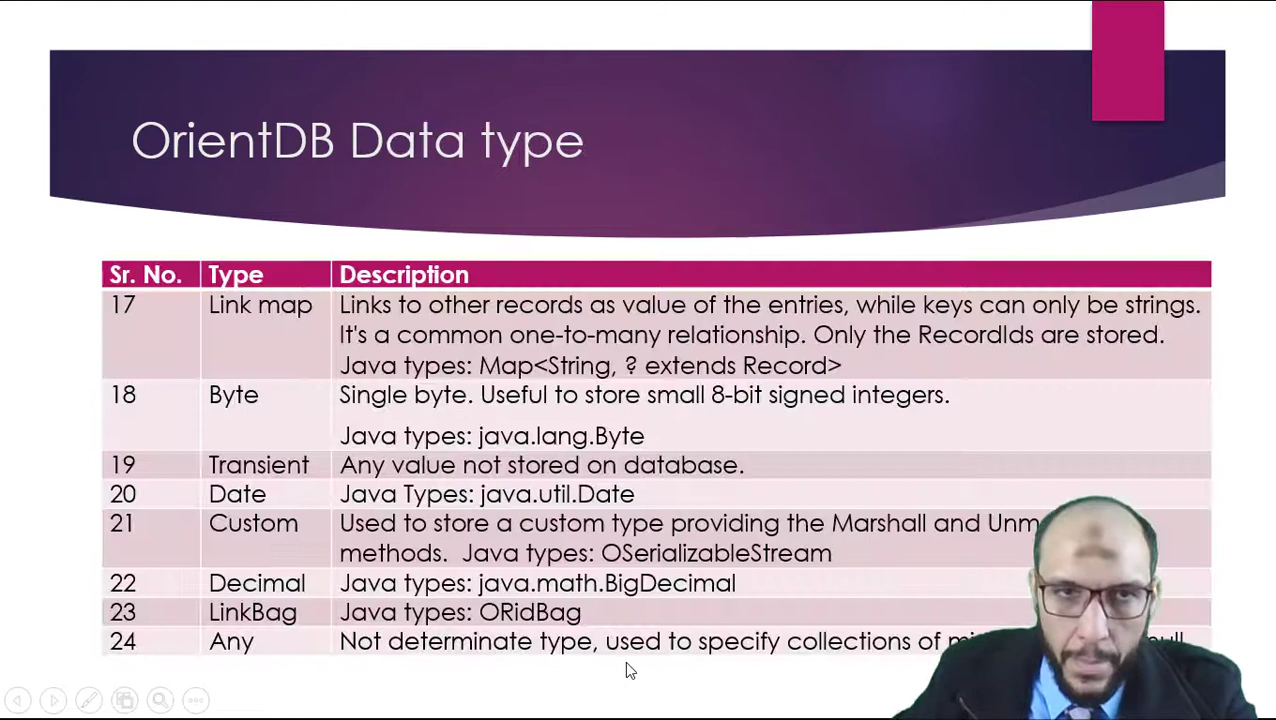 OrientDB Data type
Sr. No. Type Description
17 Link map Links to other records as value of the entries, while keys can only be strings.
It's a common one-to-many relationship. Only the RecordIds are stored.
Java types: Map<String, ? extends Record>
18 Byte Single byte. Useful to store small 8-bit signed integers.
Java types: java.lang.Byte
19 Transient Any value not stored on database.
20 Date Java Types: java.util.Date
21 Custom Used to store a custom type providing the Marshall and
methods. Java types: OSerializableStream
22 Decimal Java types: java.math.BigDecimal
23 LinkBag Java types: ORidBag
24 Any Not determinate type, used to specify collections of